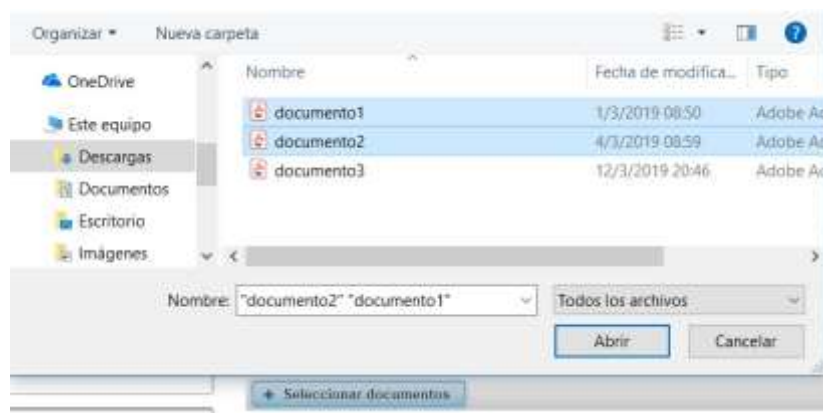 Organizar Nueva carpeta
OneDrive
Este equipo
Descargas
Documentos
Escritorio
Imágenes
Nombre Fecha de modifica... Tipo
documento1 1/3/2019 08:50 Adobe Ac
documento2 4/3/2019 08:59 Adobe Ac
documento3 12/3/2019 20:46 Adobe Ac
Nombre: "documento2" "documento1" Todos los archivos
Abrir Cancelar
+ Seleccionar documentos